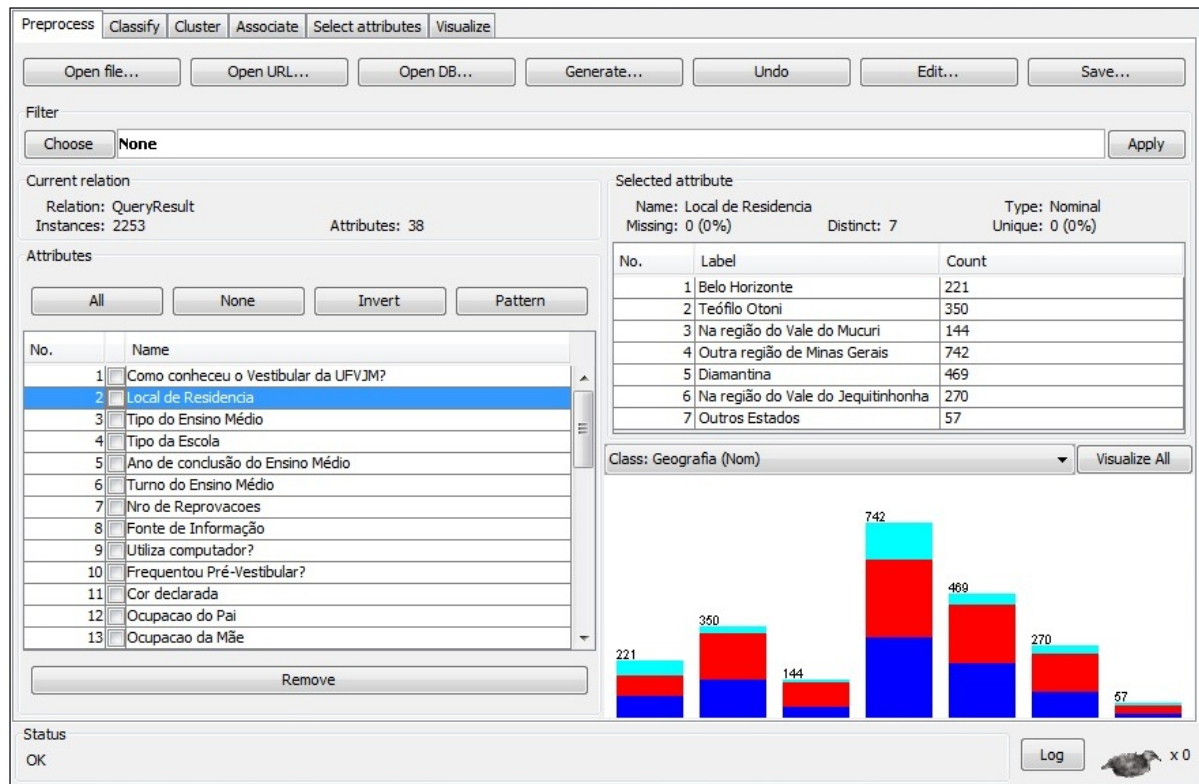 Preprocess Classify Cluster Associate Select attributes Visualize
Open file... Open URL... Open DB... Generate... Undo Edit... Save...
Filter
Choose None Apply
Current relation
Relation: QueryResult
Instances: 2253 Attributes: 38
Attributes
All None Invert Pattern
No. Name
1 Como conheceu o Vestibular da UFVJM?
2 Local de Residencia
3 Tipo do Ensino Médio
4 Tipo da Escola
5 Ano de conclusão do Ensino Médio
6 Turno do Ensino Médio
7 Nro de Reprovacoes
8 Fonte de Informação
9 Utiliza computador?
10 Frequentou Pré-Vestibular?
11 Cor declarada
12 Ocupacao do Pai
13 Ocupacao da Mãe
Remove
Selected attribute
Name: Local de Residencia Type: Nominal
Missing: 0 (0%) Distinct: 7 Unique: 0 (0%)
No. Label Count
1 Belo Horizonte 221
2 Teófilo Otoni 350
3 Na região do Vale do Mucuri 144
4 Outra região de Minas Gerais 742
5 Diamantina 469
6 Na região do Vale do Jequitinhonha 270
7 Outros Estados 57
Class: Geografia (Nom) Visualize All
221 350 144 742 469 270 57
Status
OK
Log x 0